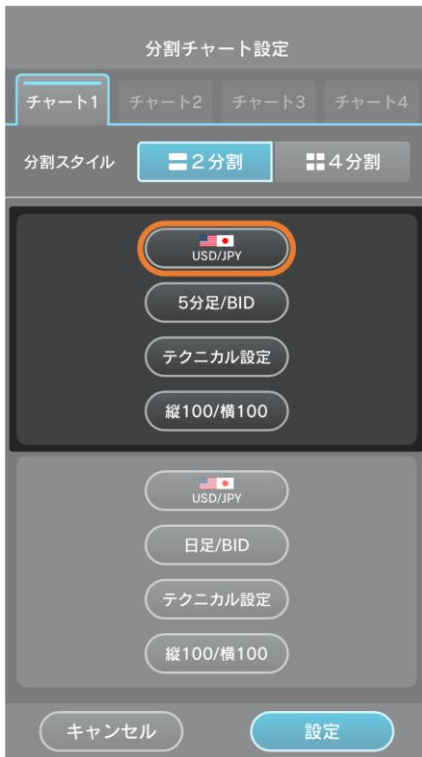 分割チャート設定
チャート1 チャート2 チャート3 チャート4
分割スタイル 2分割 4分割
USD/JPY
5分足/BID
テクニカル設定
縦100/横100
USD/JPY
日足/BID
テクニカル設定
縦100/横100
キャンセル 設定